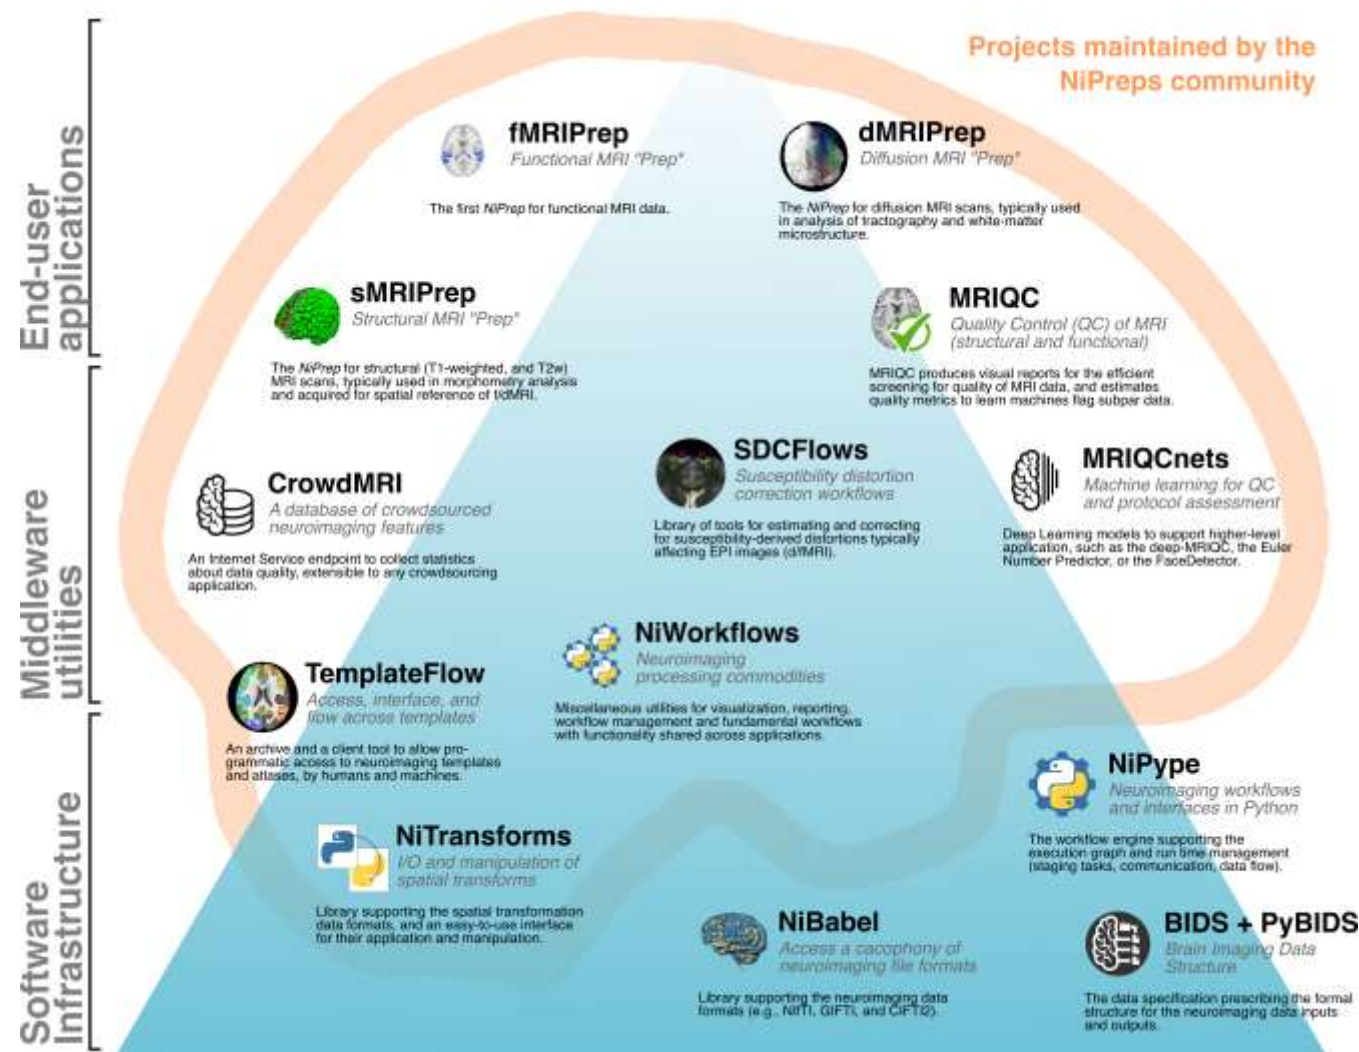 Projects maintained by the
NiPreps community
End-user
applications
fMRIPrep
Functional MRI "Prep"
The first NiPrep for functional MRI data.
dMRIPrep
Diffusion MRI "Prep"
The NiPrep for diffusion MRI scans, typically used
in analysis of tractography and white-matter
microstructure.
sMRIPrep
Structural MRI "Prep"
The NiPrep for structural (T1-weighted, and T2w)
MRI scans, typically used in morphometry analysis
and acquired for spatial reference of f/dMRI.
MRIQC
Quality Control (QC) of MRI
(structural and functional)
MRIQC produces visual reports for the efficient
screening for quality of MRI data, and estimates
quality metrics to learn machines flag subpar data.
Middleware
utilities
CrowdMRI
A database of crowdsourced
neuroimaging features
An Internet Service endpoint to collect statistics
about data quality, extensible to any crowdsourcing
application.
SDCFlows
Susceptibility distortion
correction workflows
Library of tools for estimating and correcting
for susceptibility-derived distortions typically
affecting EPI images (d/fMRI).
MRIQCnets
Machine learning for QC
and protocol assessment
Deep Learning models to support higher-level
application, such as the deep-MRIQC, the Euler
Number Predictor, or the FaceDetector.
TemplateFlow
Access, interface, and
flow across templates
An archive and a client tool to allow pro-
grammatic access to neuroimaging templates
and atlases, by humans and machines.
NiWorkflows
Neuroimaging
processing commodities
Miscellaneous utilities for visualization, reporting,
workflow management and fundamental workflows
with functionality shared across applications.
Software
Infrastructure
NiTransforms
I/O and manipulation of
spatial transforms
Library supporting the spatial transformation
data formats, and an easy-to-use interface
for their application and manipulation.
NiPype
Neuroimaging workflows
and interfaces in Python
The workflow engine supporting the
execution graph and run time management
(staging tasks, communication, data flow).
NiBabel
Access a cacophony of
neuroimaging file formats
Library supporting the neuroimaging data
formats (e.g., NIfTI, GIFTI, and CIFTI2).
BIDS + PyBIDS
Brain Imaging Data
Structure
The data specification prescribing the formal
structure for the neuroimaging data inputs
and outputs.